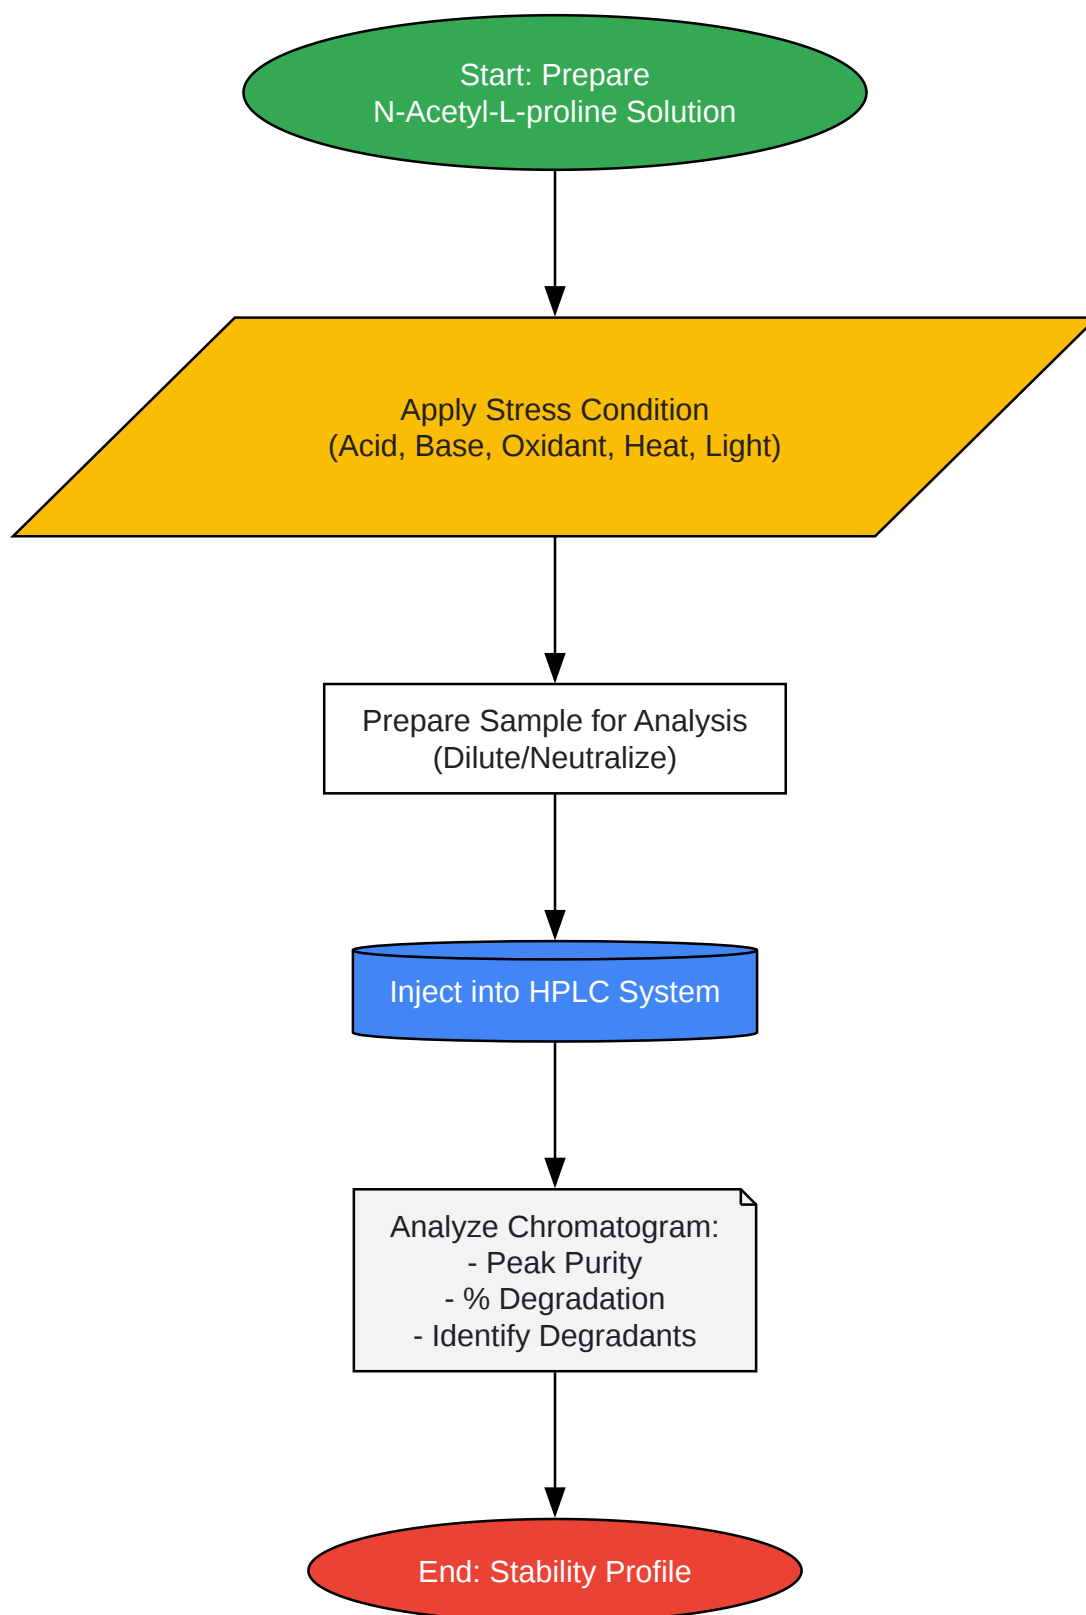 Start: Prepare
N-Acetyl-L-proline Solution
Apply Stress Condition
(Acid, Base, Oxidant, Heat, Light)
Prepare Sample for Analysis
(Dilute/Neutralize)
Inject into HPLC System
Analyze Chromatogram:
- Peak Purity
- % Degradation
- Identify Degradants
End: Stability Profile